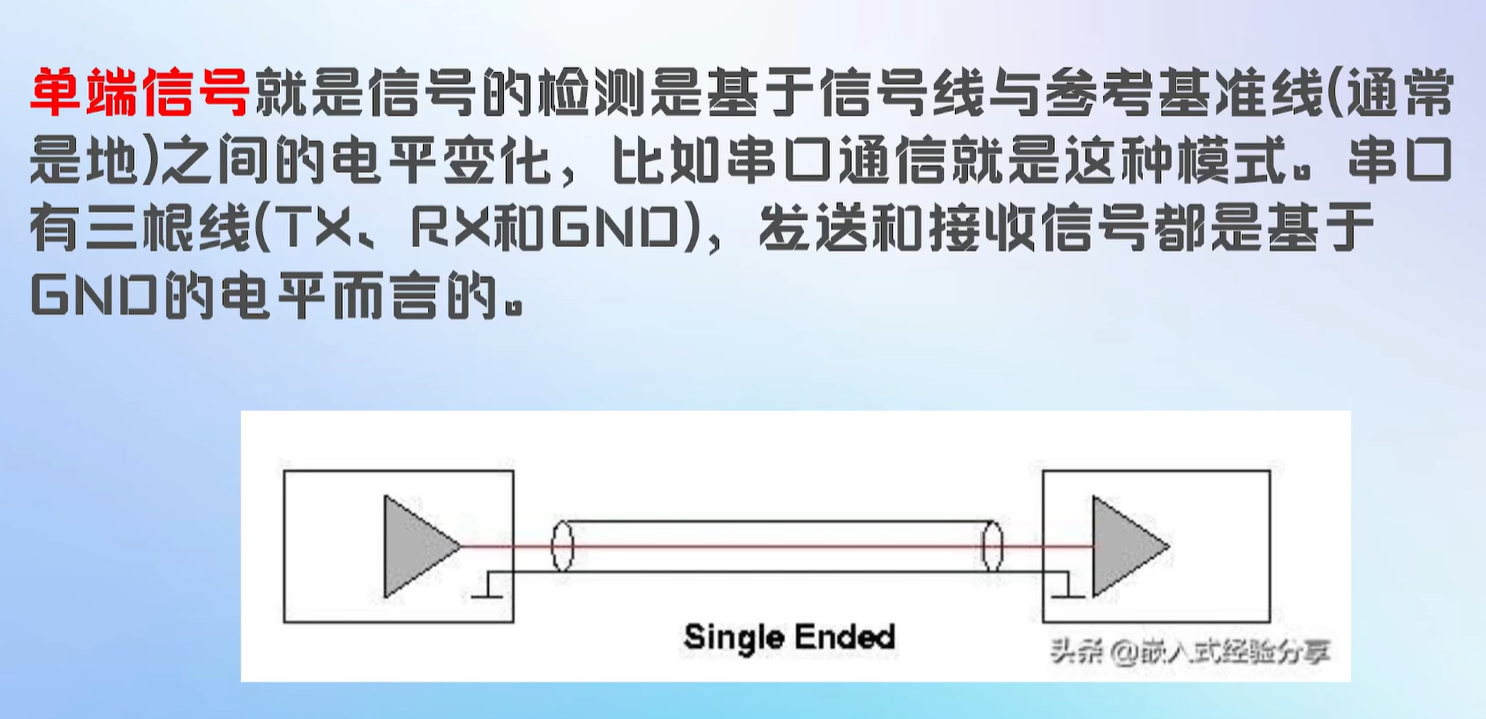 单端信号就是信号的检测是基于信号线与参考基准线(通常
是地)之间的电平变化，比如串口通信就是这种模式。串口
有三根线(TX、RX和GND)，发送和接收信号都是基于
GND的电平而言的。
Single Ended
头条 @嵌入式经验分享